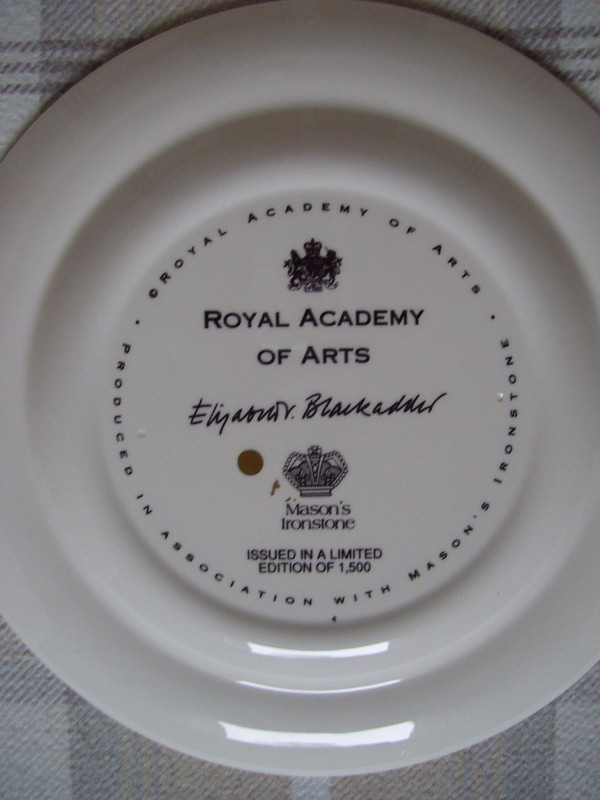 © ROYAL ACADEMY OF ARTS ·
ROYAL ACADEMY
OF ARTS
Elizabeth V. Blackadder
Mason's
Ironstone
ISSUED IN A LIMITED
EDITION OF 1,500
· PRODUCED IN ASSOCIATION WITH MASON'S IRONSTONE